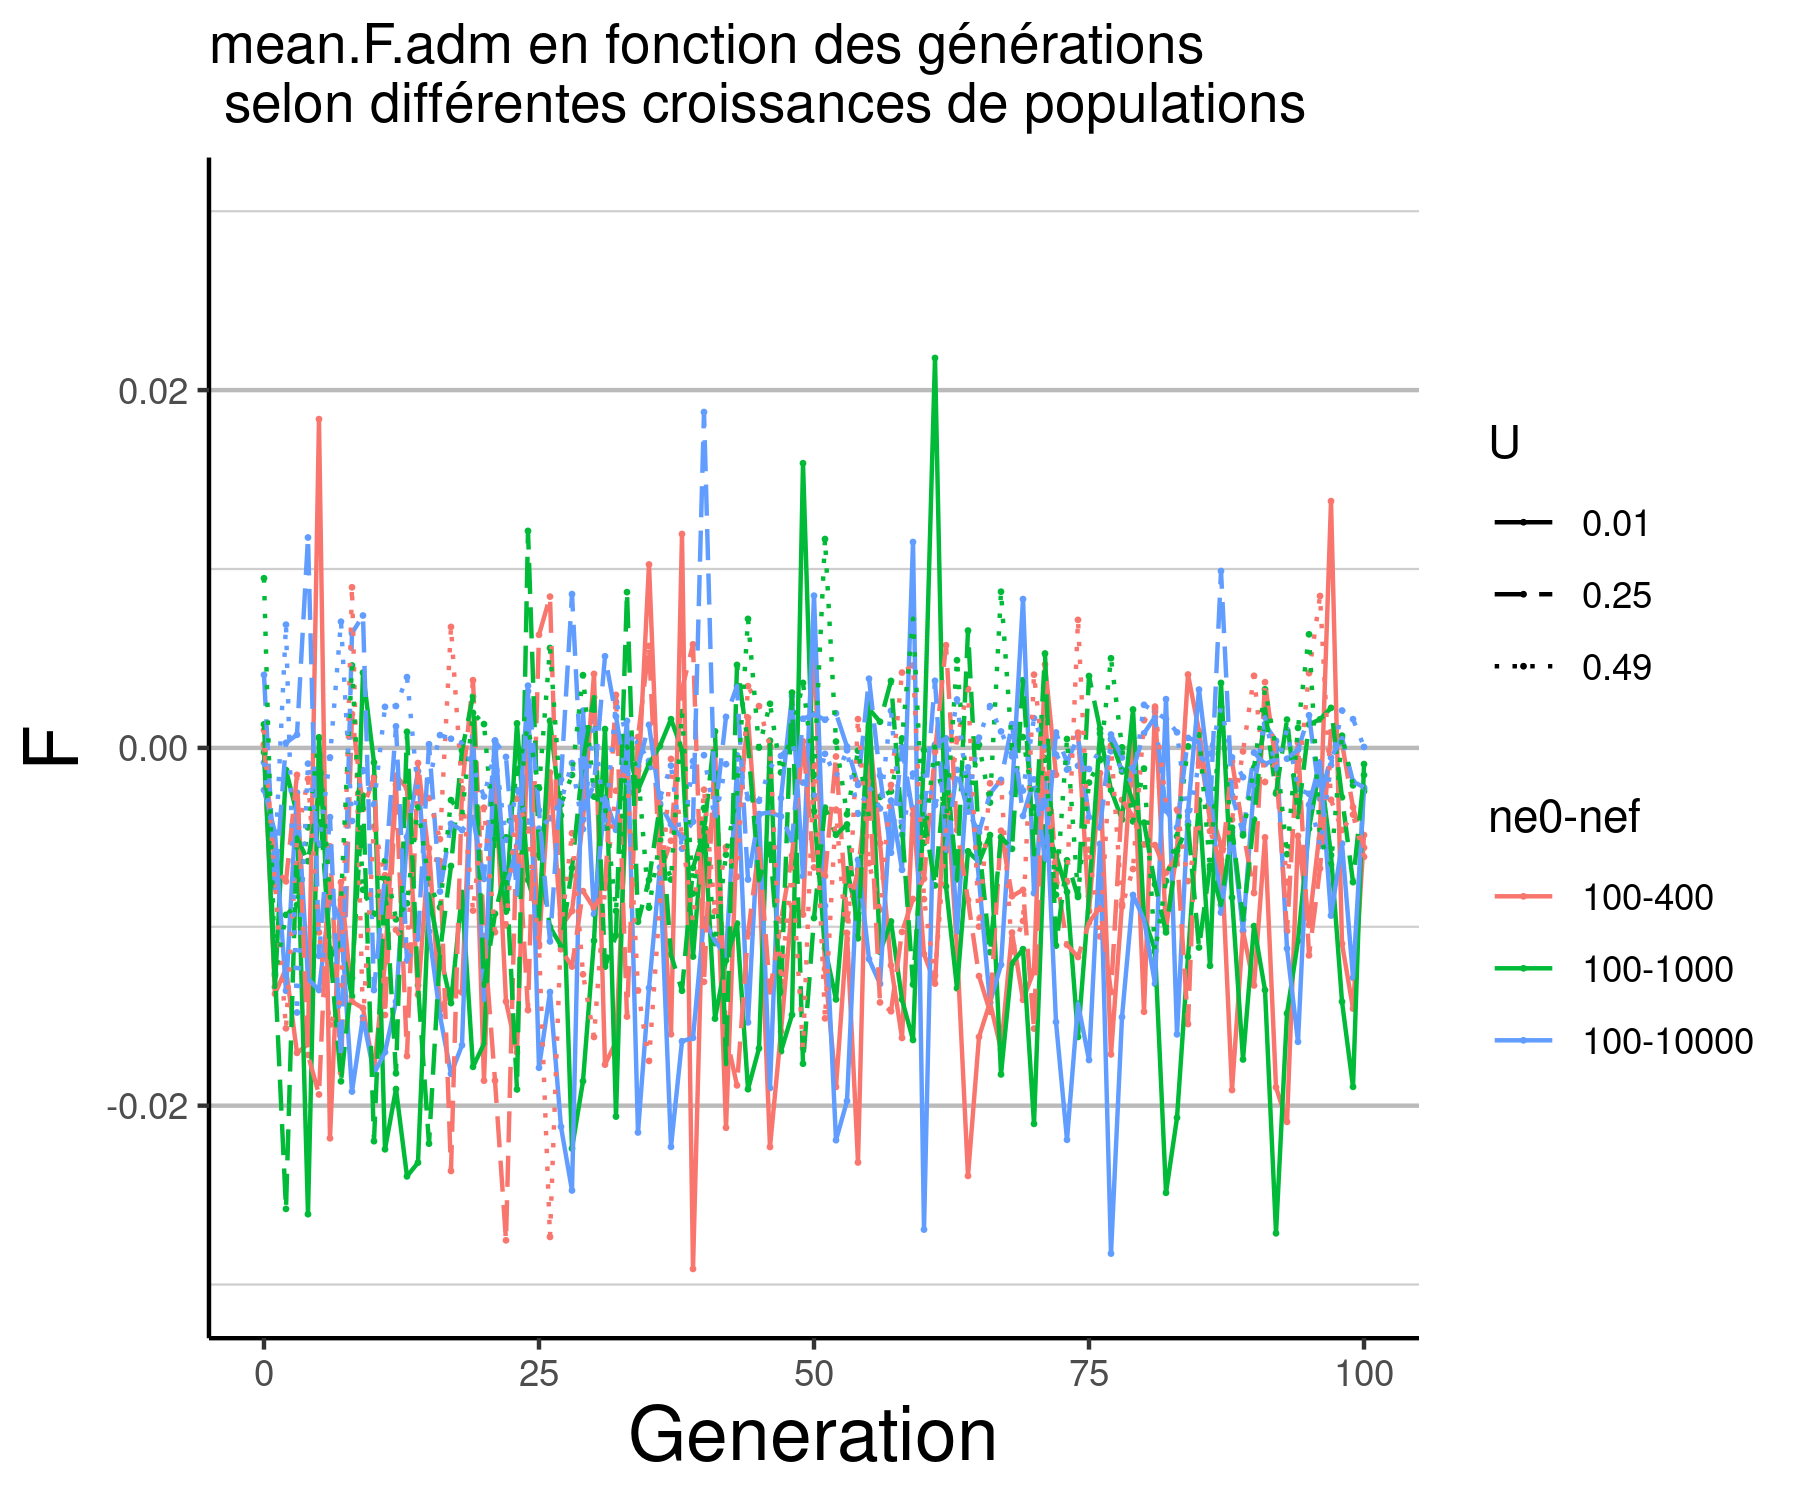 mean.F.adm en fonction des générations
selon différentes croissances de populations
F
0.02
0.00
-0.02
0
25
50
75
100
Generation
U
0.01
0.25
0.49
ne0-nef
100-400
100-1000
100-10000